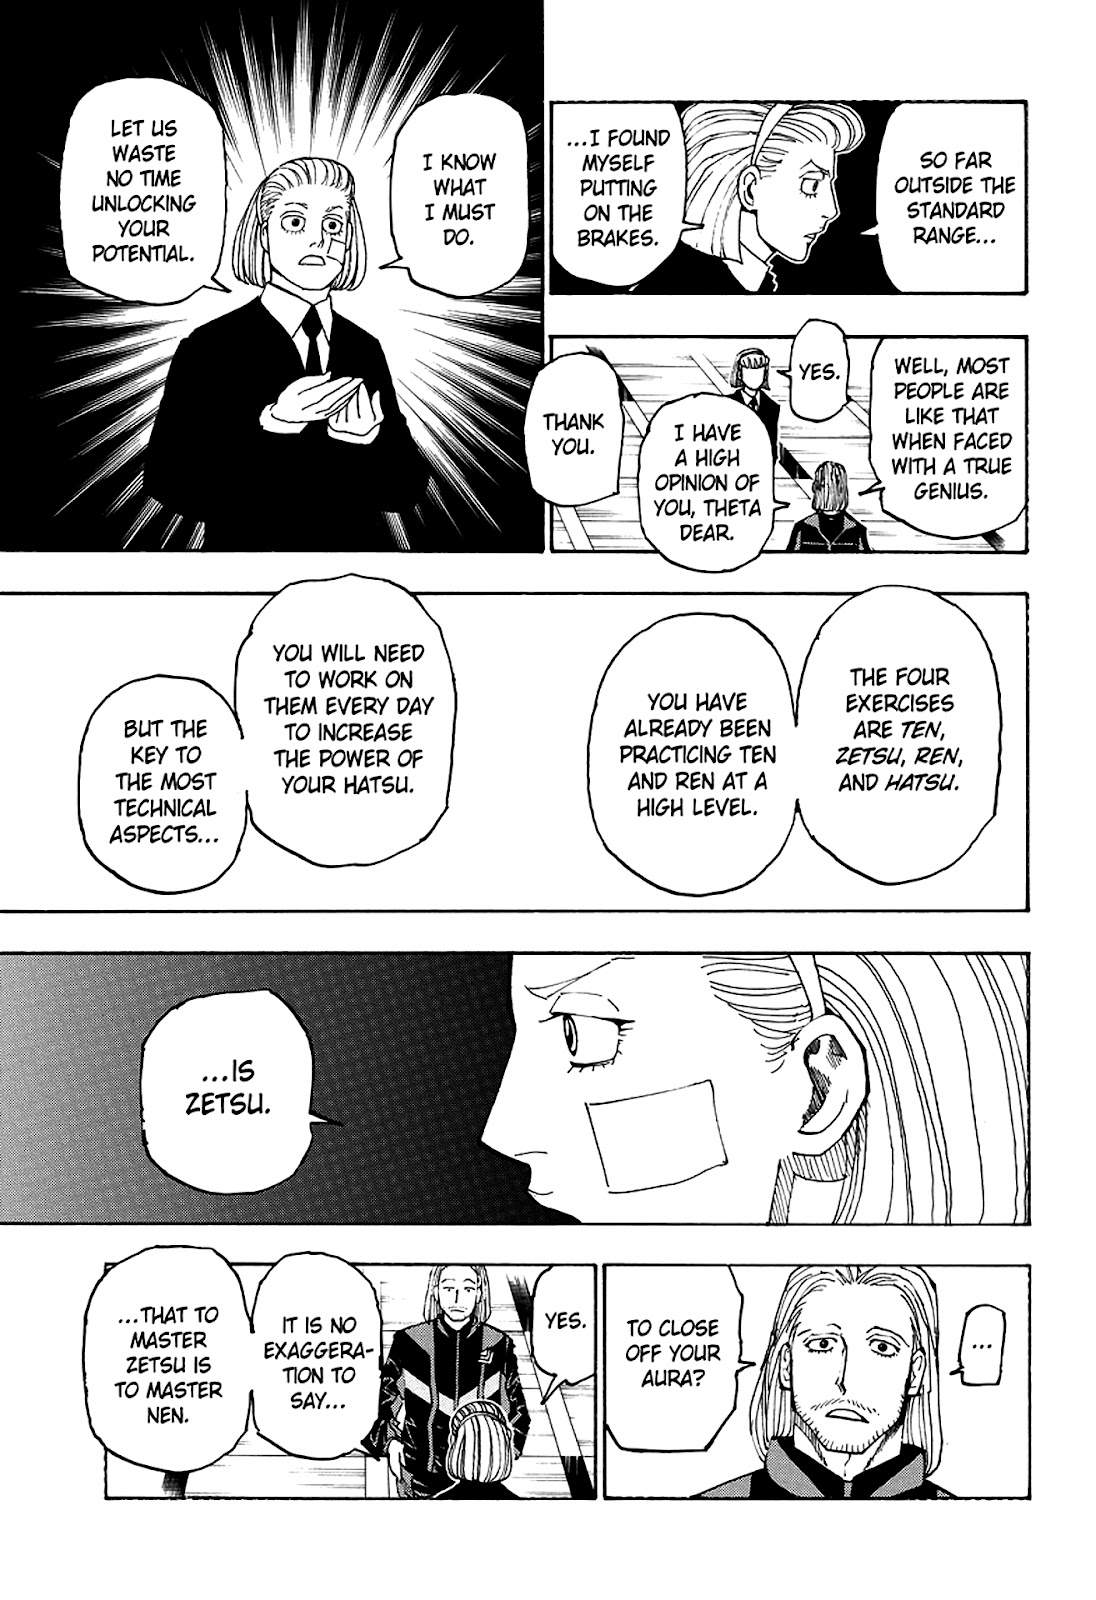 SO FAR
OUTSIDE THE
STANDARD
RANGE...
...I FOUND
MYSELF
PUTTING
ON THE
BRAKES.
WELL, MOST
PEOPLE ARE
LIKE THAT
WHEN FACED
WITH A TRUE
GENIUS.
YES.
I HAVE
A HIGH
OPINION OF
YOU, THETA
DEAR.
THANK
YOU.
I KNOW
WHAT
I MUST
DO.
LET US
WASTE
NO TIME
UNLOCKING
YOUR
POTENTIAL.
THE FOUR
EXERCISES
ARE TEN,
ZETSU, REN,
AND HATSU.
YOU HAVE
ALREADY BEEN
PRACTICING TEN
AND REN AT A
HIGH LEVEL.
YOU WILL NEED
TO WORK ON
THEM EVERY DAY
TO INCREASE
THE POWER OF
YOUR HATSU.
BUT THE
KEY TO
THE MOST
TECHNICAL
ASPECTS...
...IS
ZETSU.
...
TO CLOSE
OFF YOUR
AURA?
YES.
IT IS NO
EXAGGERA-
TION TO
SAY...
...THAT TO
MASTER
ZETSU IS
TO MASTER
NEN.